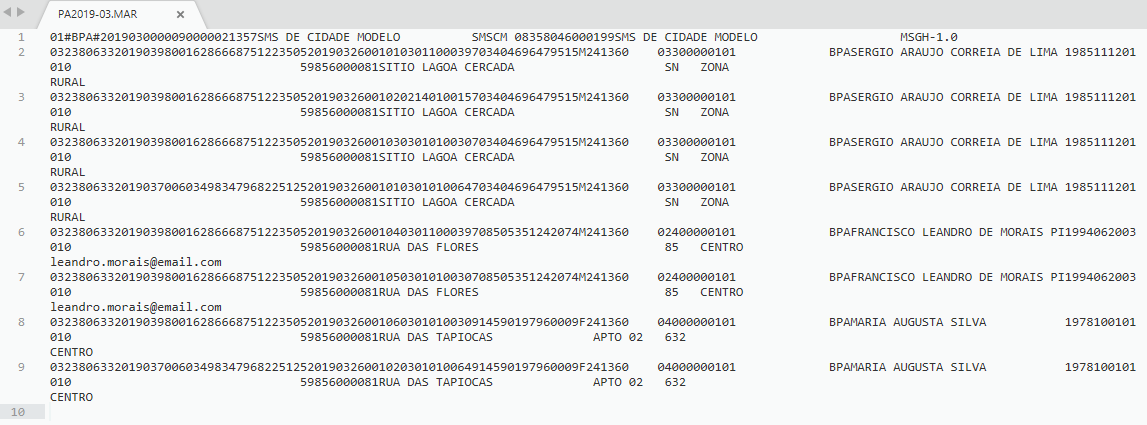 PA2019-03.MAR ×
1 01#BPA#20190300000900000021357SMS DE CIDADE MODELO SMSCM 08358046000199SMS DE CIDADE MODELO MSGH-1.0
2 03238063320190398001628666875122350520190326001010301100039703404696479515M241360 03300000101 BPASERGIO ARAUJO CORREIA DE LIMA 1985111201
010 59856000081SITIO LAGOA CERCADA SN ZONA
RURAL
3 03238063320190398001628666875122350520190326001020214010015703404696479515M241360 03300000101 BPASERGIO ARAUJO CORREIA DE LIMA 1985111201
010 59856000081SITIO LAGOA CERCADA SN ZONA
RURAL
4 03238063320190398001628666875122350520190326001030301010030703404696479515M241360 03300000101 BPASERGIO ARAUJO CORREIA DE LIMA 1985111201
010 59856000081SITIO LAGOA CERCADA SN ZONA
RURAL
5 03238063320190370060349834796822512520190326001010301010064703404696479515M241360 03300000101 BPASERGIO ARAUJO CORREIA DE LIMA 1985111201
010 59856000081SITIO LAGOA CERCADA SN ZONA
RURAL
6 03238063320190398001628666875122350520190326001040301100039708505351242074M241360 02400000101 BPAFRANCISCO LEANDRO DE MORAIS PI1994062003
010 59856000081RUA DAS FLORES 85 CENTRO
leandro.morais@email.com
7 03238063320190398001628666875122350520190326001050301010030708505351242074M241360 02400000101 BPAFRANCISCO LEANDRO DE MORAIS PI1994062003
010 59856000081RUA DAS FLORES 85 CENTRO
leandro.morais@email.com
8 03238063320190398001628666875122350520190326001060301010030914590197960009F241360 04000000101 BPAMARIA AUGUSTA SILVA 1978100101
010 59856000081RUA DAS TAPIOCAS APTO 02 632
CENTRO
9 03238063320190370060349834796822512520190326001020301010064914590197960009F241360 04000000101 BPAMARIA AUGUSTA SILVA 1978100101
010 59856000081RUA DAS TAPIOCAS APTO 02 632
CENTRO
10